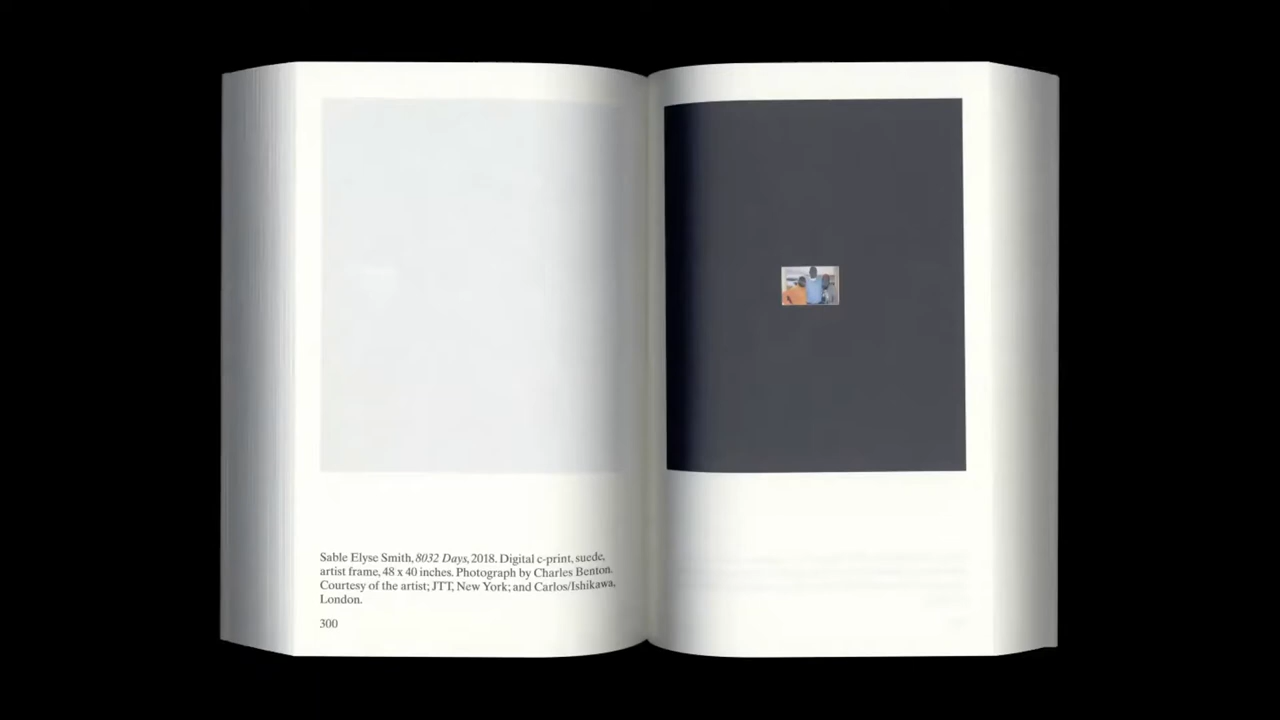 Sable Elyse Smith, 8032 Days, 2018. Digital c-print, suede,
artist frame, 48 x 40 inches. Photograph by Charles Benton.
Courtesy of the artist; JTT, New York; and Carlos/Ishikawa,
London.
300